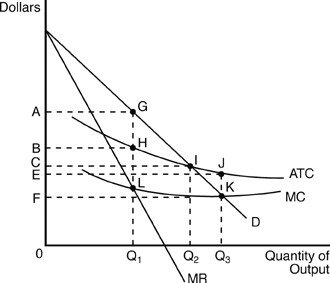 Dollars
A
G
B
H
C
I
E
J
ATC
L
K
MC
F
D
0
Q1
Q2
Q3
Quantity of
Output
MR